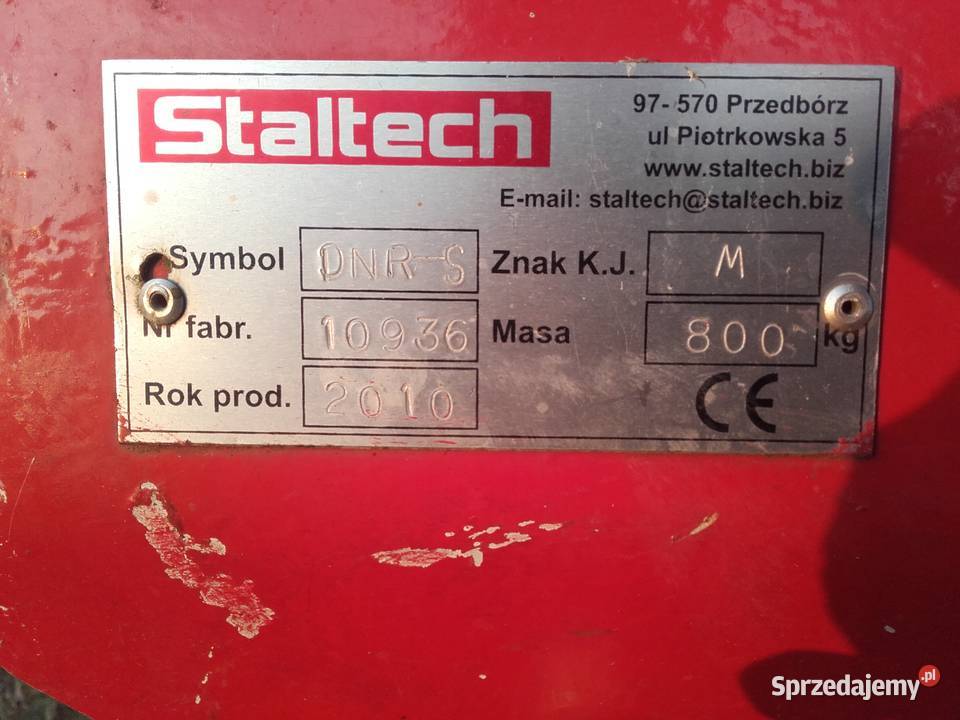 Staltech
97- 570 Przedbórz
ul Piotrkowska 5
www.staltech.biz
E-mail: staltech@staltech.biz
Symbol DNR-S Znak K.J. M
Nr fabr. 10936 Masa 800 kg
Rok prod. 2010 CE
Sprzedajemy.pl